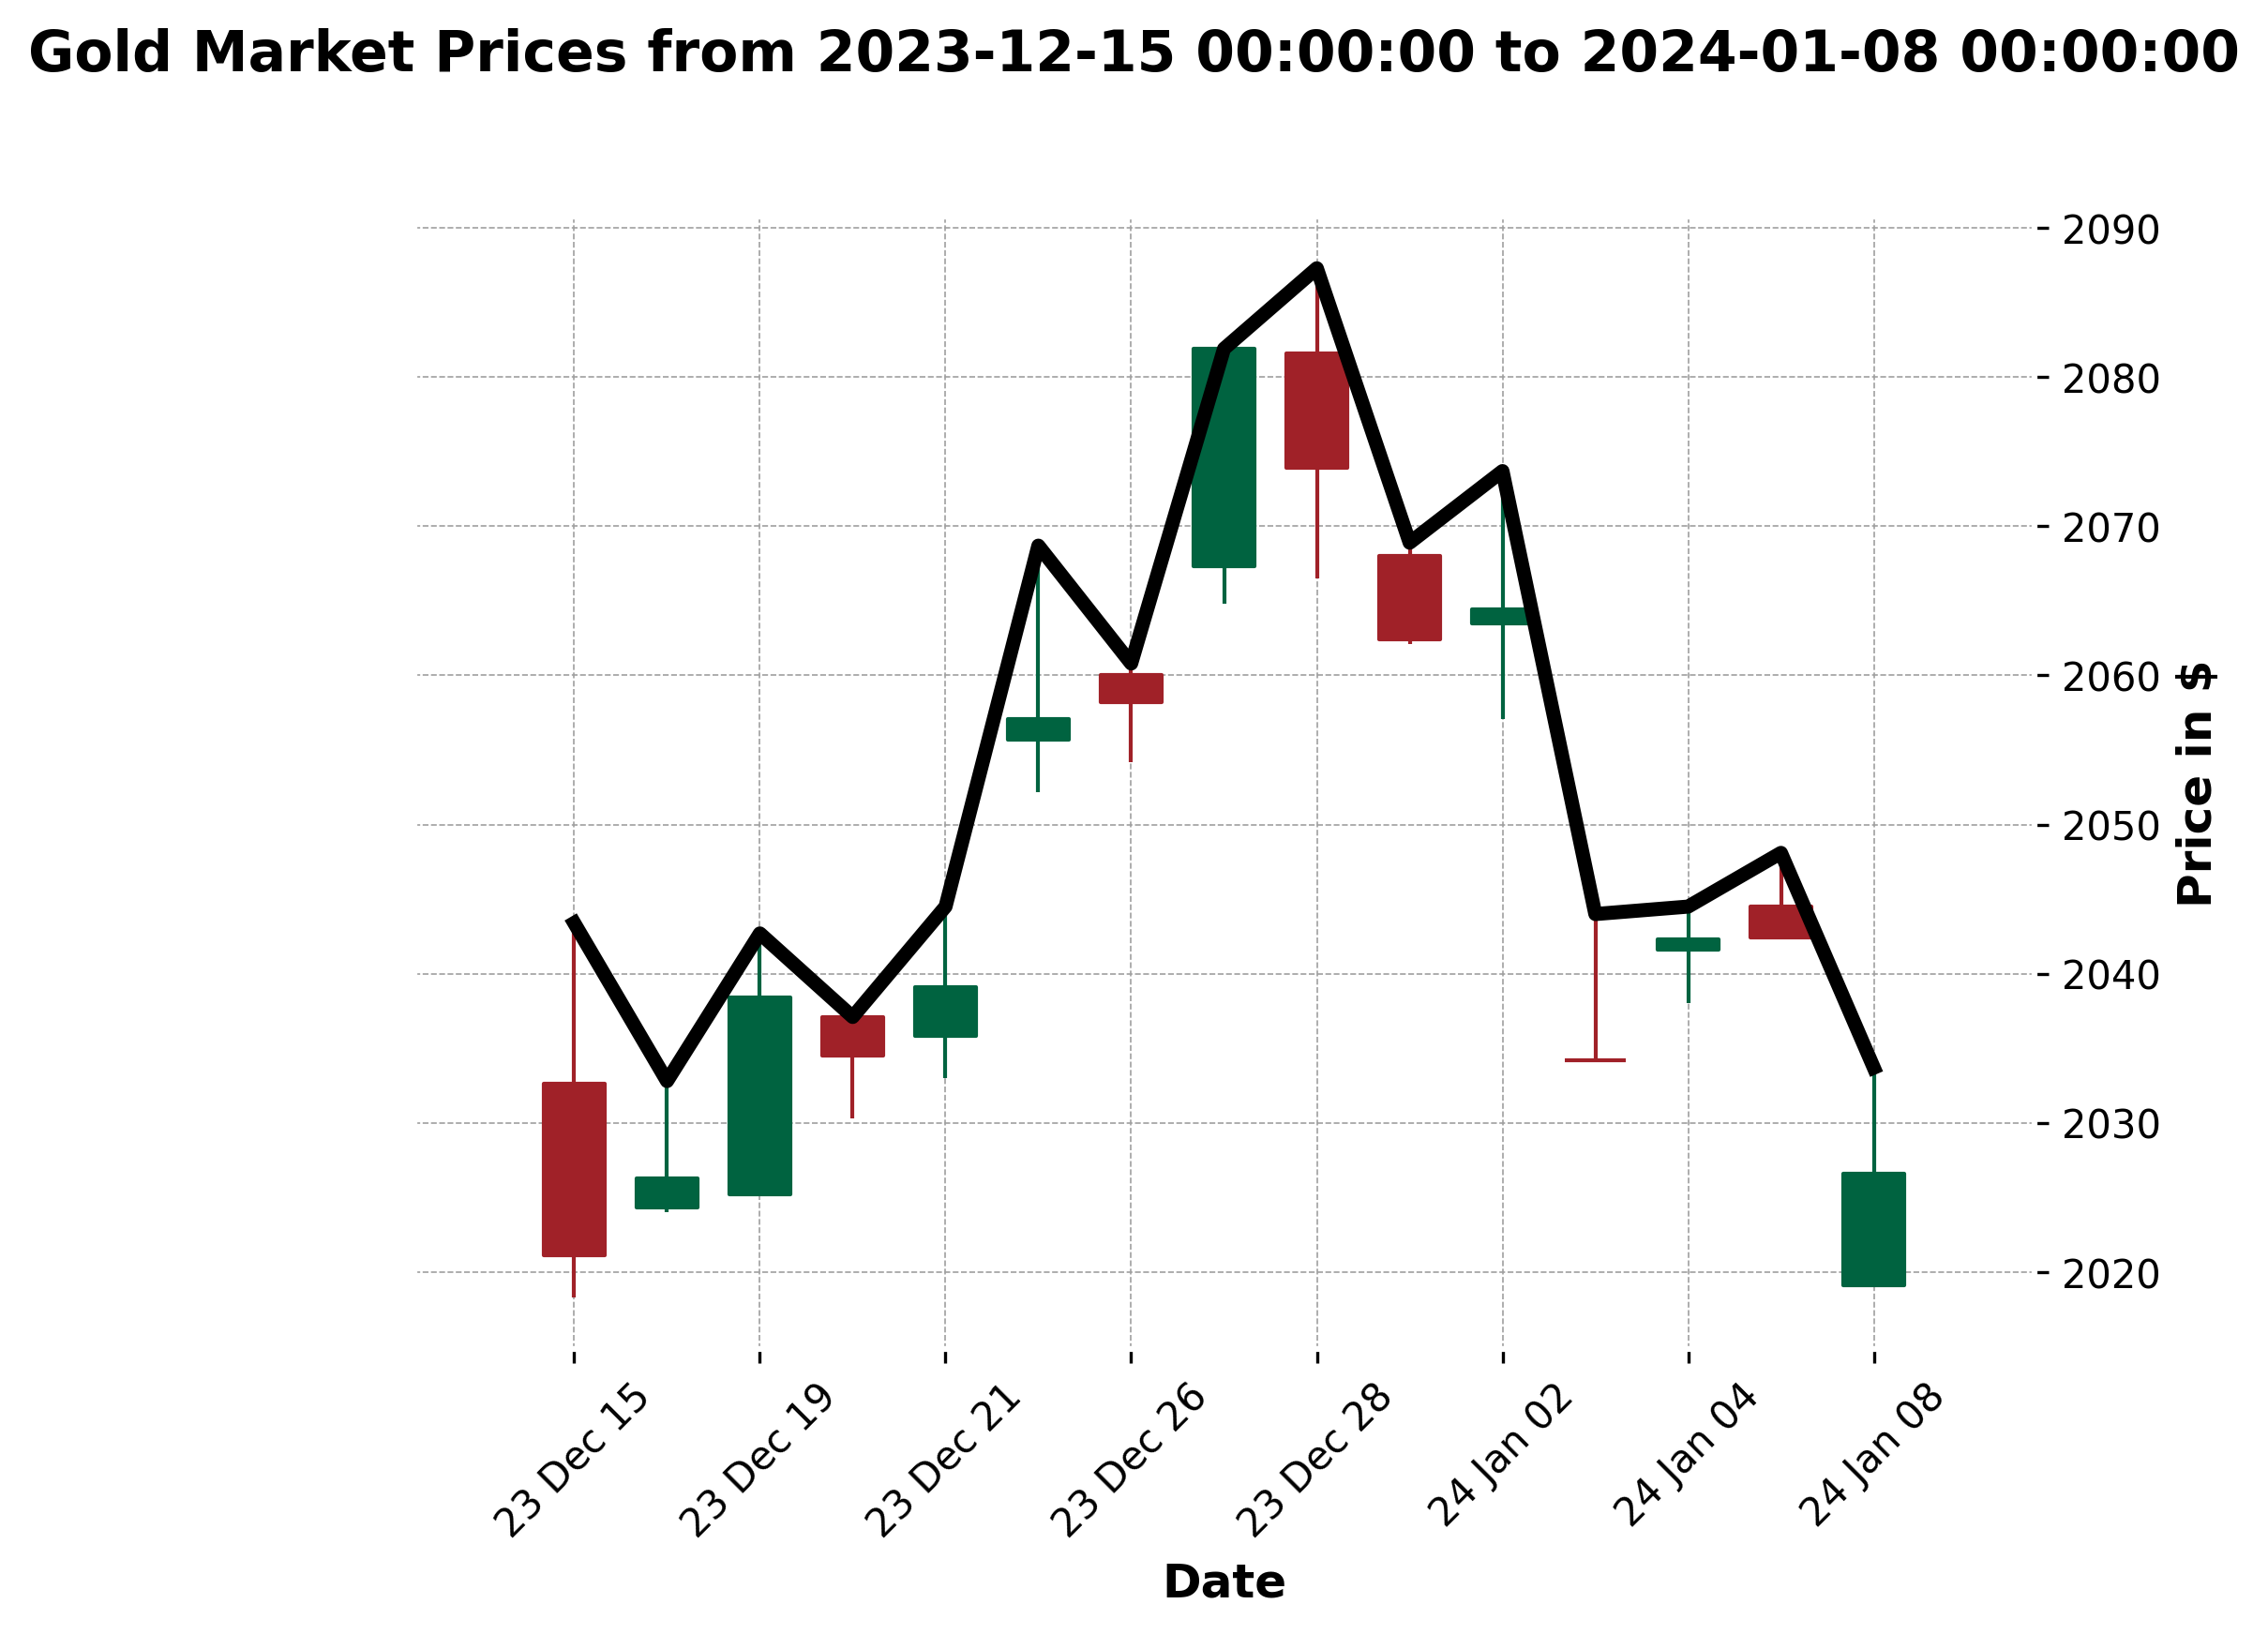 Gold Market Prices from 2023-12-15 00:00:00 to 2024-01-08 00:00:00
2090
2080
2070
2060
2050
2040
2030
2020
Price in $
23 Dec 15
23 Dec 19
23 Dec 21
23 Dec 26
23 Dec 28
24 Jan 02
24 Jan 04
24 Jan 08
Date